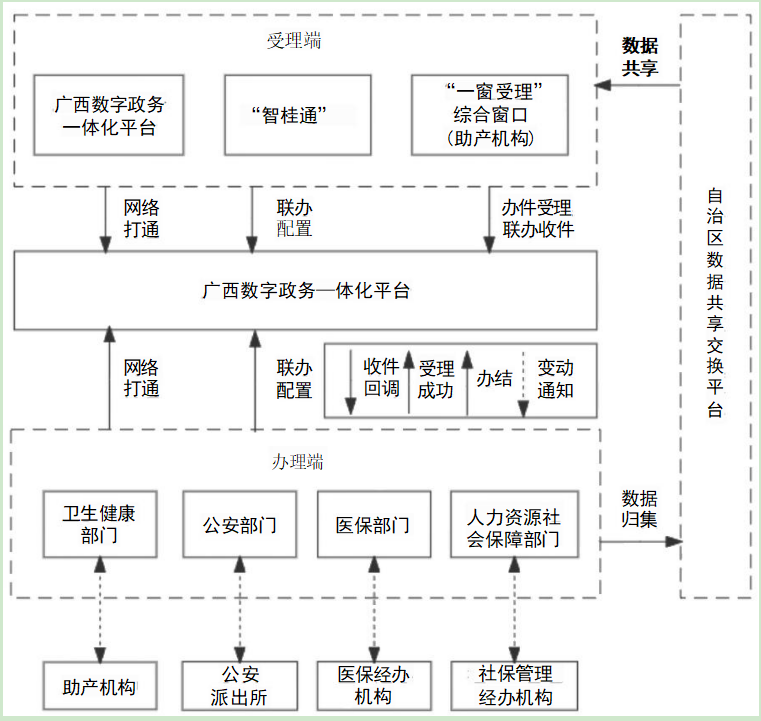 受理端
数据
共享
广西数字政务
一体化平台
“智桂通”
“一窗受理”
综合窗口
(助产机构)
网络
打通
联办
配置
办件受理
联办收件
自治区数据共享交换平台
广西数字政务一体化平台
网络
打通
联办
配置
收件
回调
受理
成功
办结
变动
通知
办理端
卫生健康
部门
公安部门
医保部门
人力资源社
会保障部门
数据
归集
助产机构
公安
派出所
医保经办
机构
社保管理
经办机构